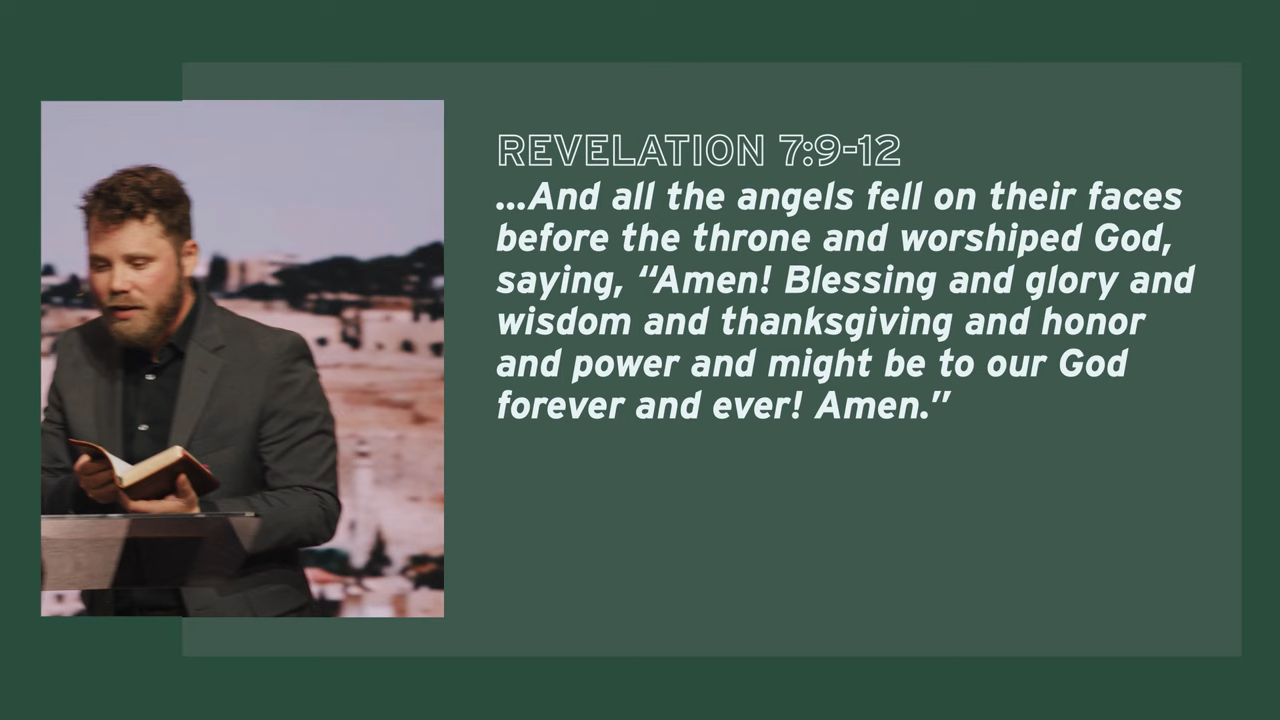 REVELATION 7:9-12
...And all the angels fell on their faces
before the throne and worshiped God,
saying, “Amen! Blessing and glory and
wisdom and thanksgiving and honor
and power and might be to our God
forever and ever! Amen.”